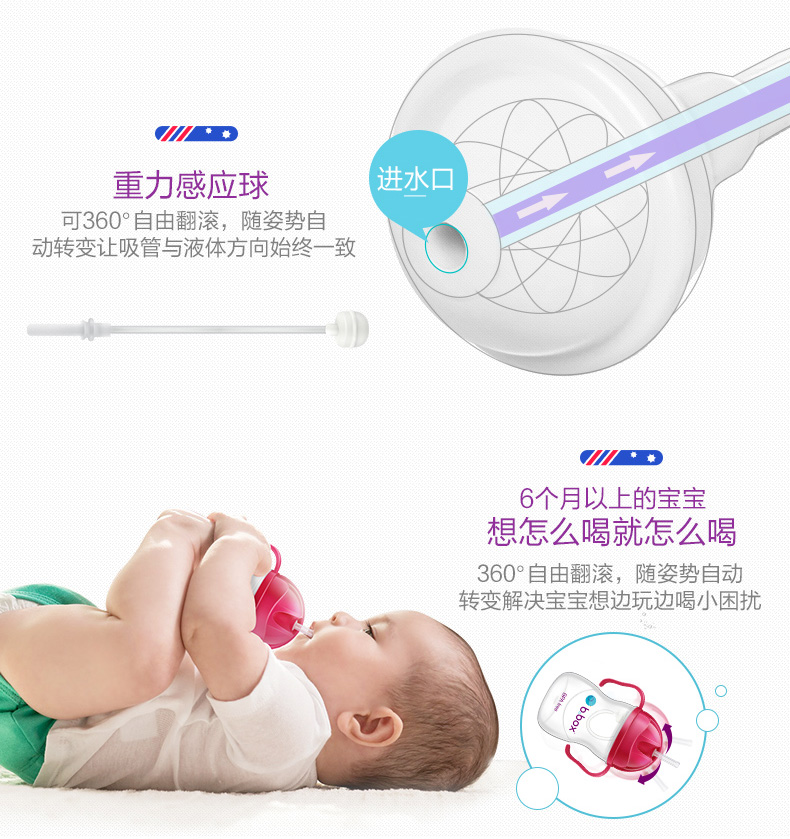 重力感应球
可360°自由翻滚，随姿势自
动转变让吸管与液体方向始终一致
进水口
6个月以上的宝宝
想怎么喝就怎么喝
360°自由翻滚，随姿势自动
转变解决宝宝想边玩边喝小困扰
b.box